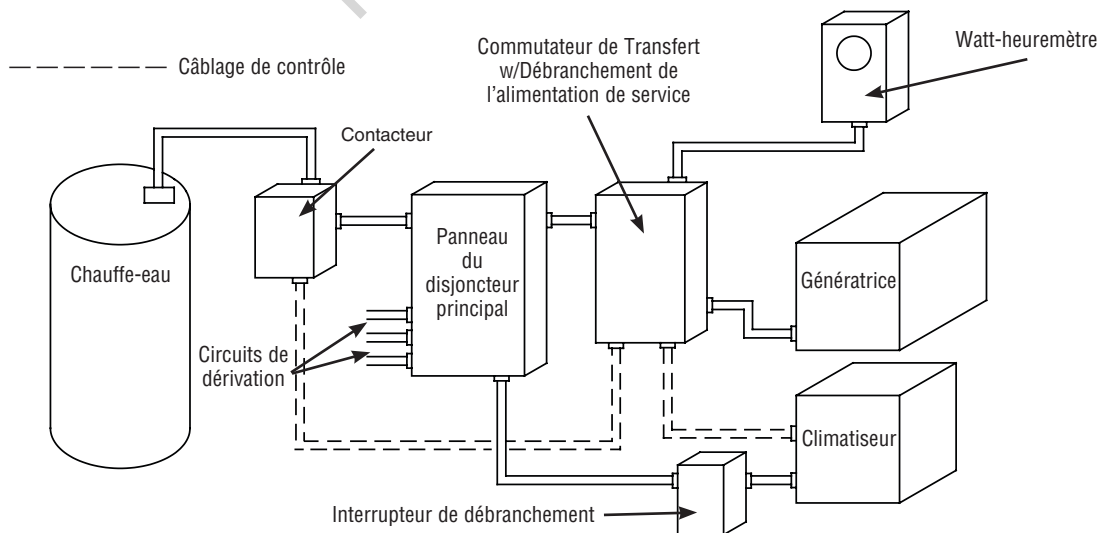 Câblage de contrôle
Commutateur de Transfert
w/Débranchement de
l'alimentation de service
Watt-heuremètre
Contacteur
Chauffe-eau
Panneau
du
disjoncteur
principal
Génératrice
Circuits de
dérivation
Climatiseur
Interrupteur de débranchement